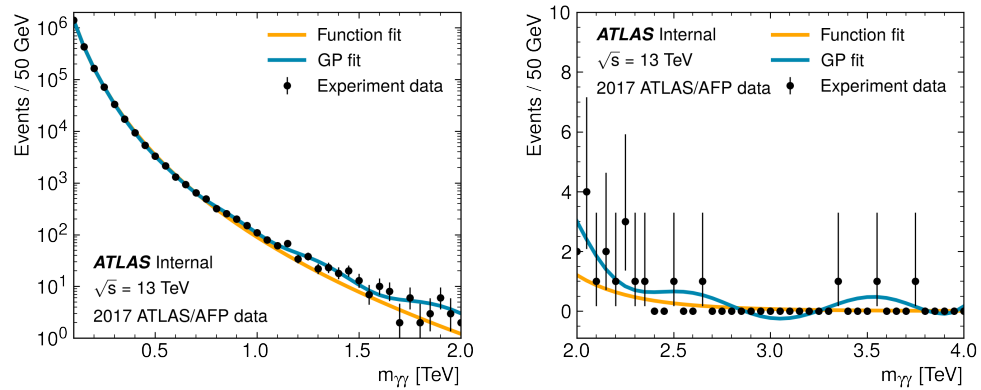 Events / 50 GeV
10^6
10^5
10^4
10^3
10^2
10^1
10^0
Function fit
GP fit
Experiment data
ATLAS Internal
√s = 13 TeV
2017 ATLAS/AFP data
0.5 1.0 1.5 2.0
m_γγ [TeV]
Events / 50 GeV
10
8
6
4
2
0
ATLAS Internal
√s = 13 TeV
2017 ATLAS/AFP data
Function fit
GP fit
Experiment data
2.0 2.5 3.0 3.5 4.0
m_γγ [TeV]